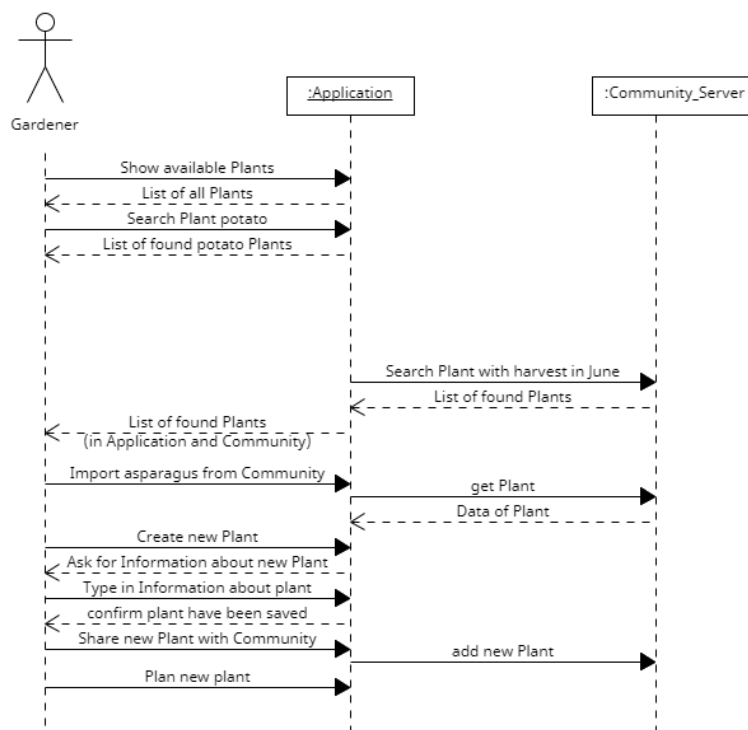 Gardener
:Application
:Community_Server
Show available Plants
List of all Plants
Search Plant potato
List of found potato Plants
Search Plant with harvest in June
List of found Plants
List of found Plants
(in Application and Community)
Import asparagus from Community
get Plant
Data of Plant
Create new Plant
Ask for Information about new Plant
Type in Information about plant
confirm plant have been saved
Share new Plant with Community
add new Plant
Plan new plant